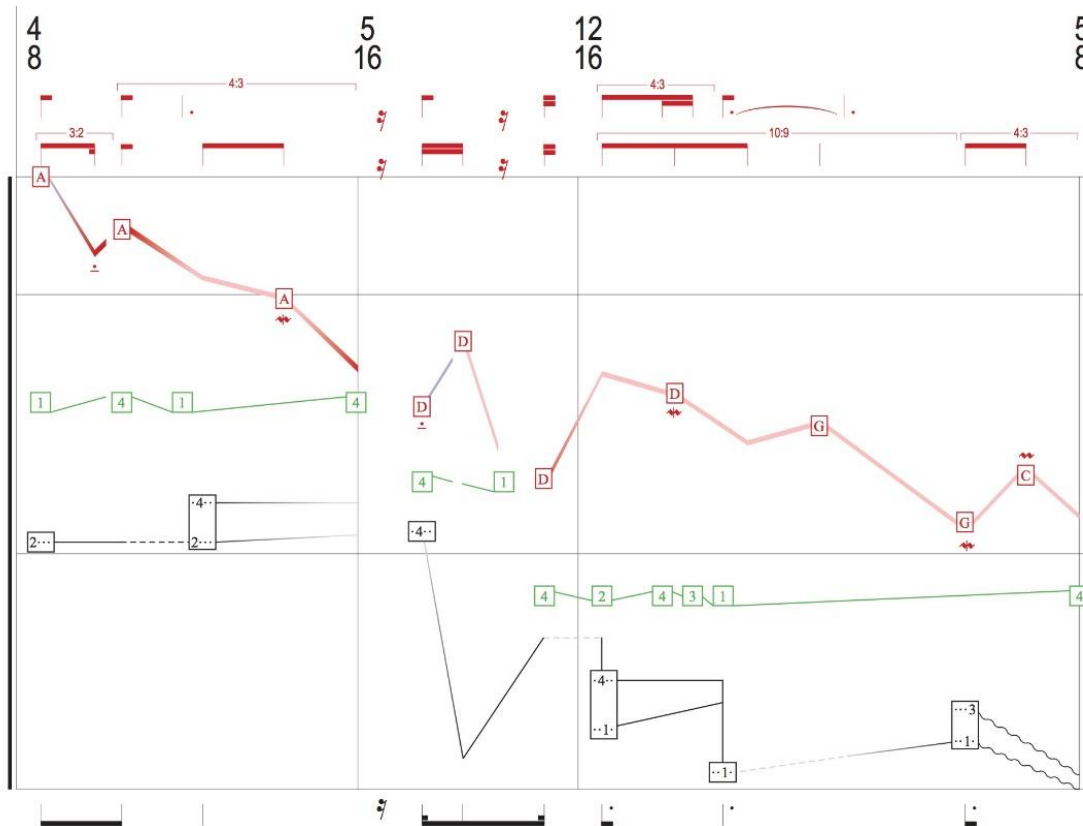 4 5 12 5
8 16 16 8
4:3 4:3
3:2 10:9 4:3
A
A
A
D
D D
G
1 4 1 4
C
4 1 D
·4·· G
2··· 2··· ·4··
4 2 4 3 1 4
·4·· ···3
··1· ··1·
··1·